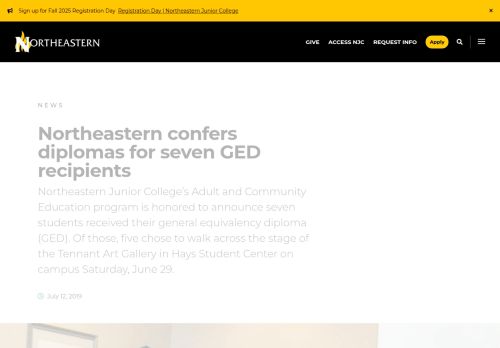 Sign up for Fall 2025 Registration Day Registration Day | Northeastern Junior College ×
NORTHEASTERN GIVE ACCESS NJC REQUEST INFO Apply
NEWS
Northeastern confers
diplomas for seven GED
recipients
Northeastern Junior College's Adult and Community
Education program is honored to announce seven
students received their general equivalency diploma
(GED). Of those, five chose to walk across the stage of
the Tennant Art Gallery in Hays Student Center on
campus Saturday, June 29.
July 12, 2019